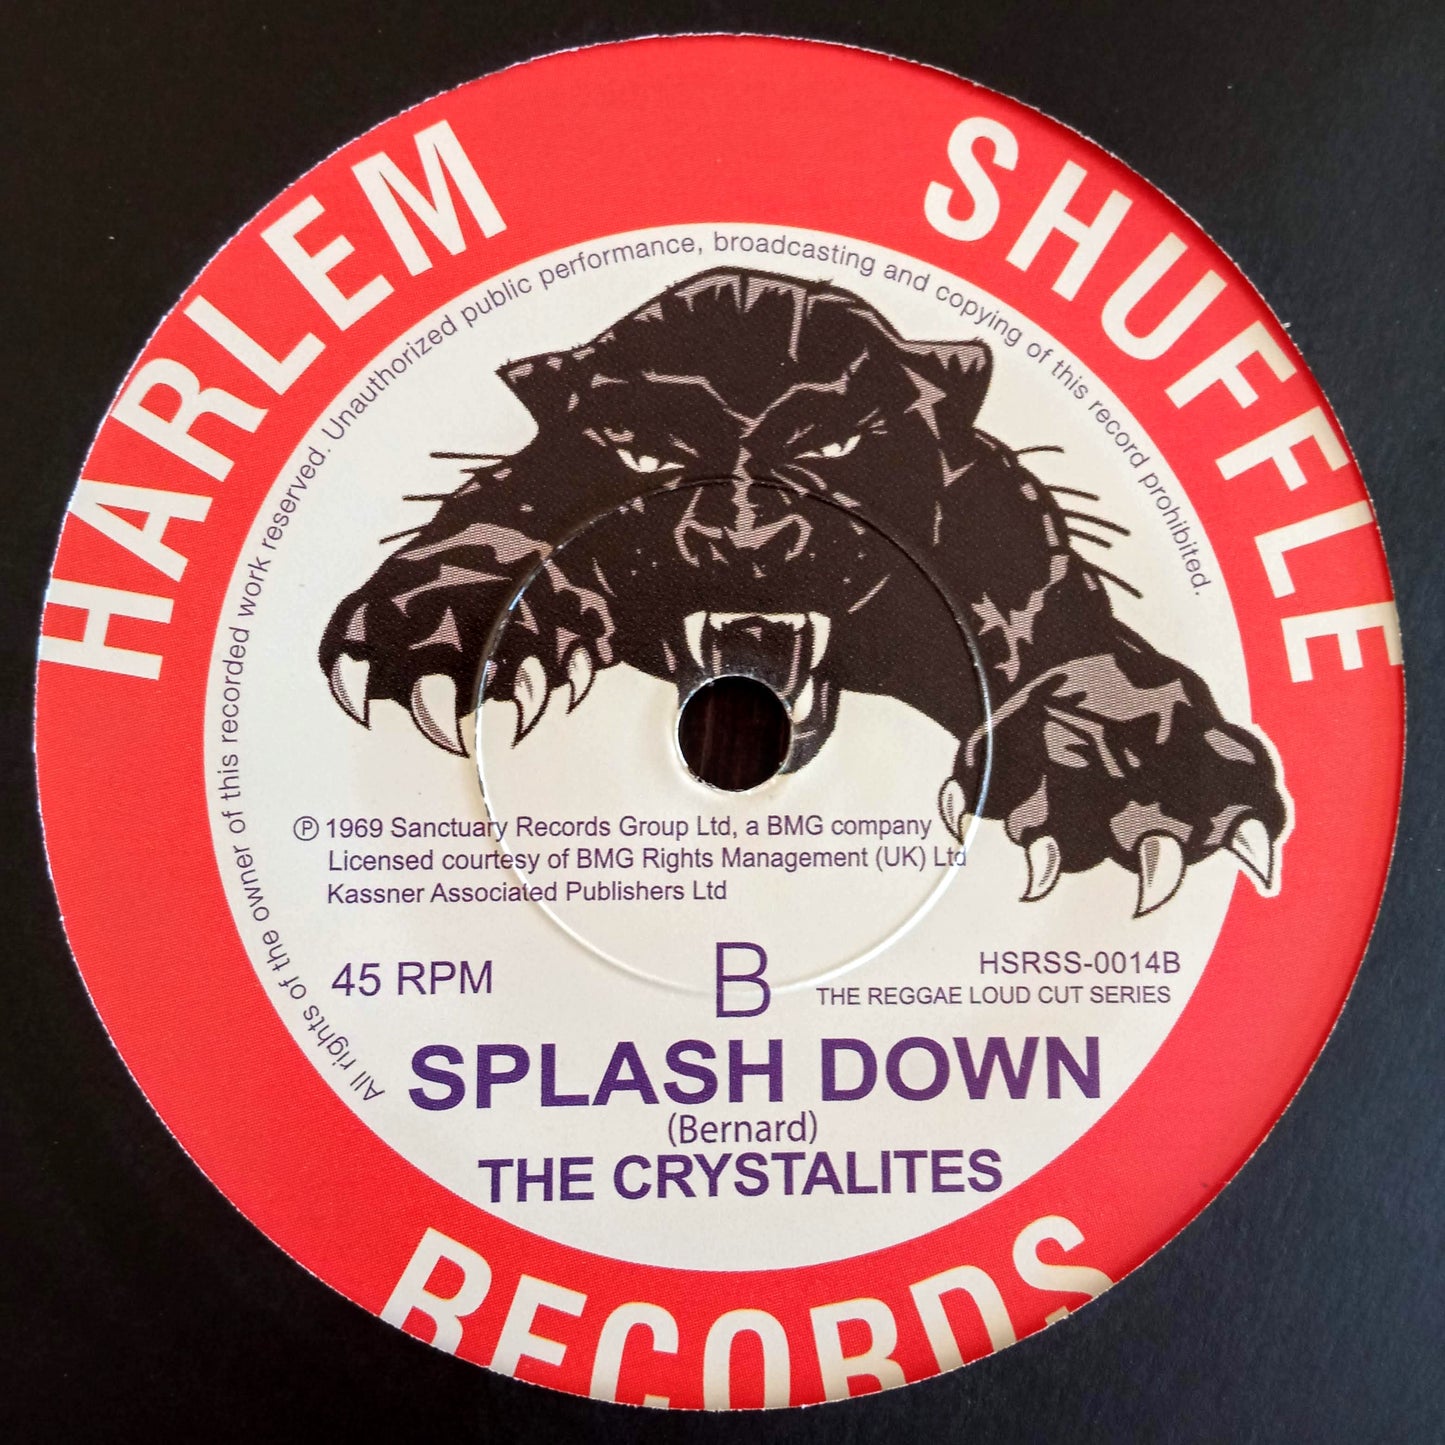 HARLEM SHUFFLE
All rights of the owner of this recorded work reserved. Unauthorized public performance, broadcasting and copying of this record prohibited.
℗ 1969 Sanctuary Records Group Ltd, a BMG company
Licensed courtesy of BMG Rights Management (UK) Ltd
Kassner Associated Publishers Ltd
45 RPM
B
HSRSS-0014B
THE REGGAE LOUD CUT SERIES
SPLASH DOWN
(Bernard)
THE CRYSTALITES
RECORDS